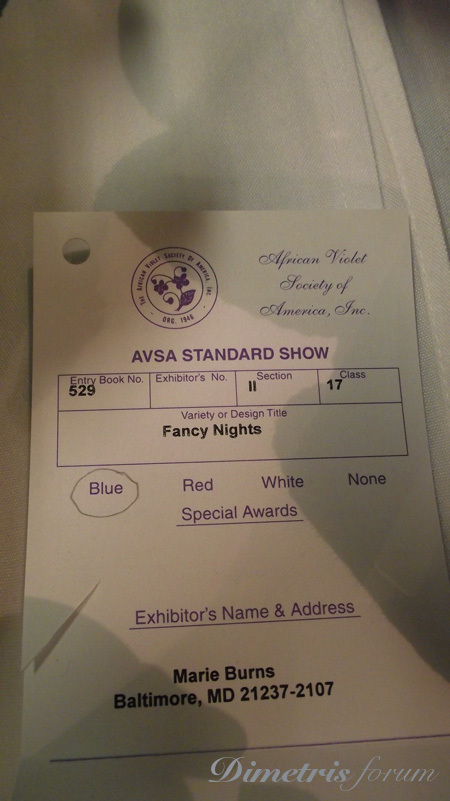 THE AFRICAN VIOLET SOCIETY OF AMERICA, INC.
ORG. 1946
African Violet
Society of
America, Inc.
AVSA STANDARD SHOW
Entry Book No. Exhibitor's No. Section Class
529 II 17
Variety or Design Title
Fancy Nights
Blue Red White None
Special Awards
Exhibitor's Name & Address
Marie Burns
Baltimore, MD 21237-2107
Dimetris forum